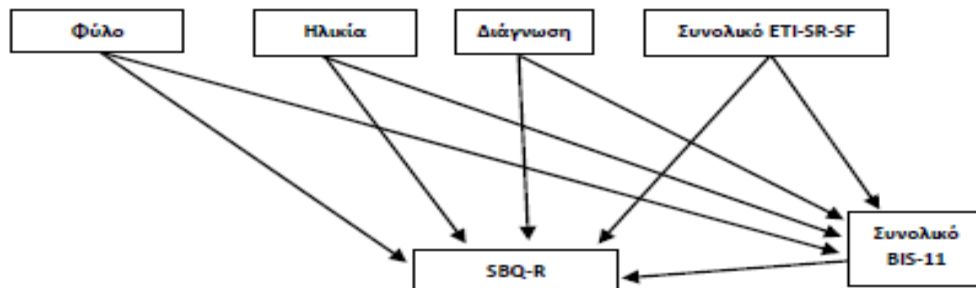 Φύλο
Ηλικία
Διάγνωση
Συνολικό ETI-SR-SF
Συνολικό
BIS-11
SBQ-R